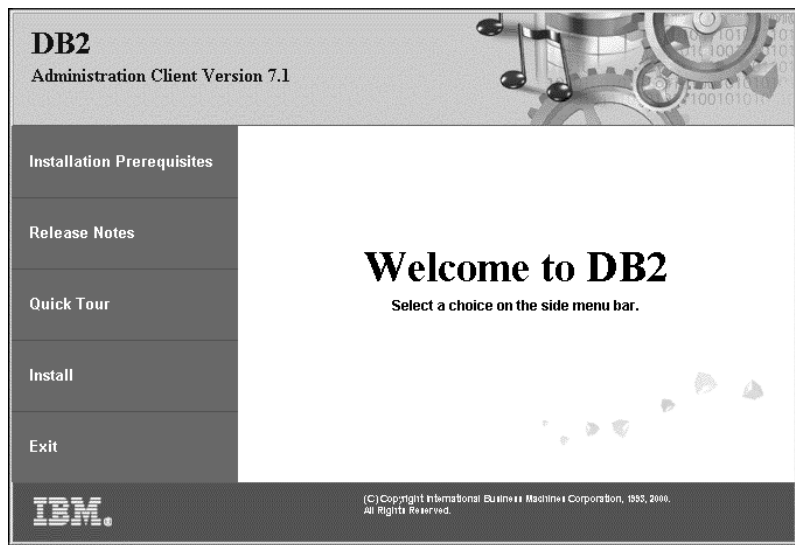 DB2
Administration Client Version 7.1
Installation Prerequisites
Release Notes
Quick Tour
Install
Exit
Welcome to DB2
Select a choice on the side menu bar.
IBM®
(C) Copyright International Business Machines Corporation, 1993, 2000.
All Rights Reserved.